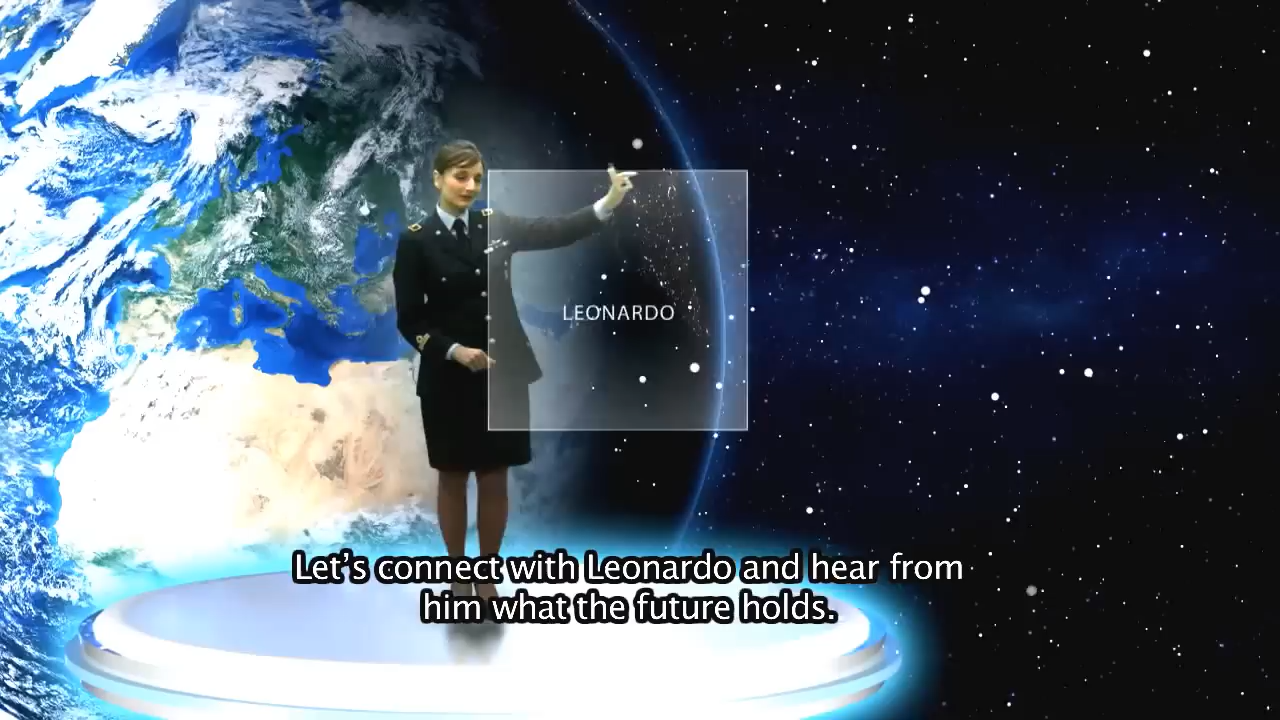 LEONARDO
Let's connect with Leonardo and hear from
him what the future holds.